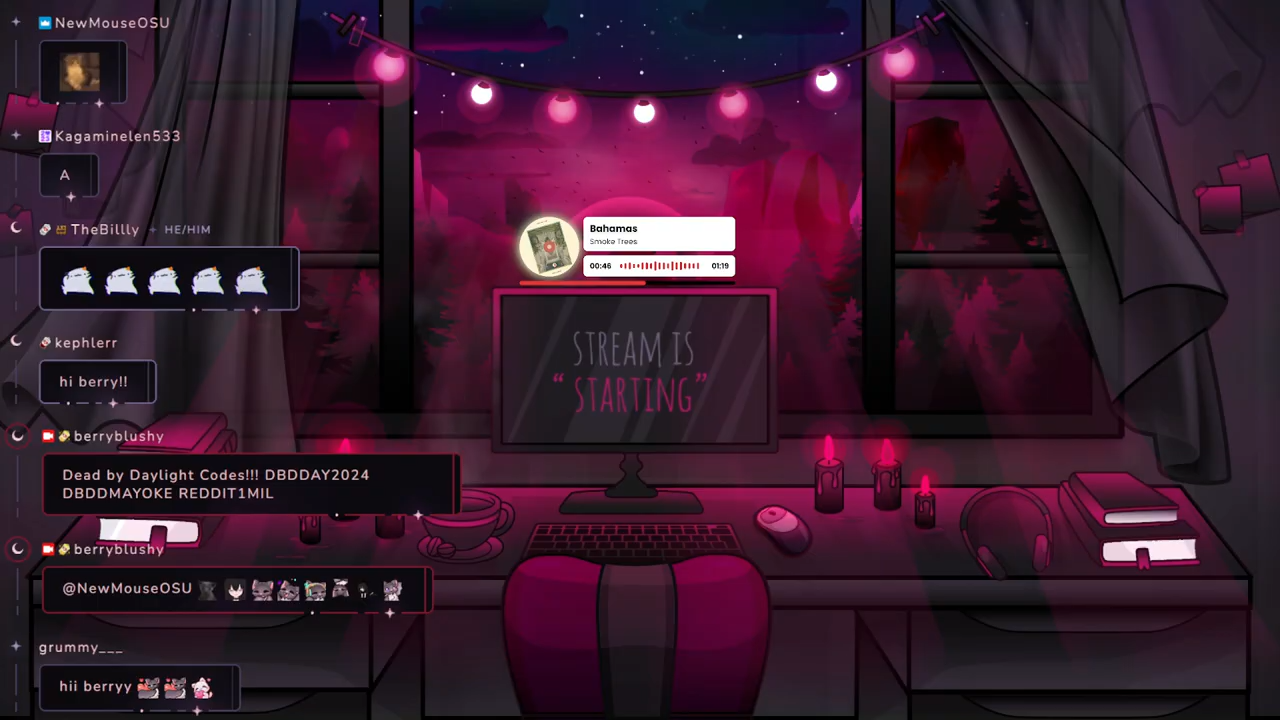 NewMouseOSU
Kagaminelen533
A
TheBillly + HE/HIM
kephlerr
hi berry!!
berryblushy
Dead by Daylight Codes!!! DBDDAY2024
DBDDMAYOKE REDDIT1MIL
berryblushy
@NewMouseOSU
grummy___
hii berryy
Bahamas
Smoke Trees
00:46 01:19
STREAM IS
“ STARTING”